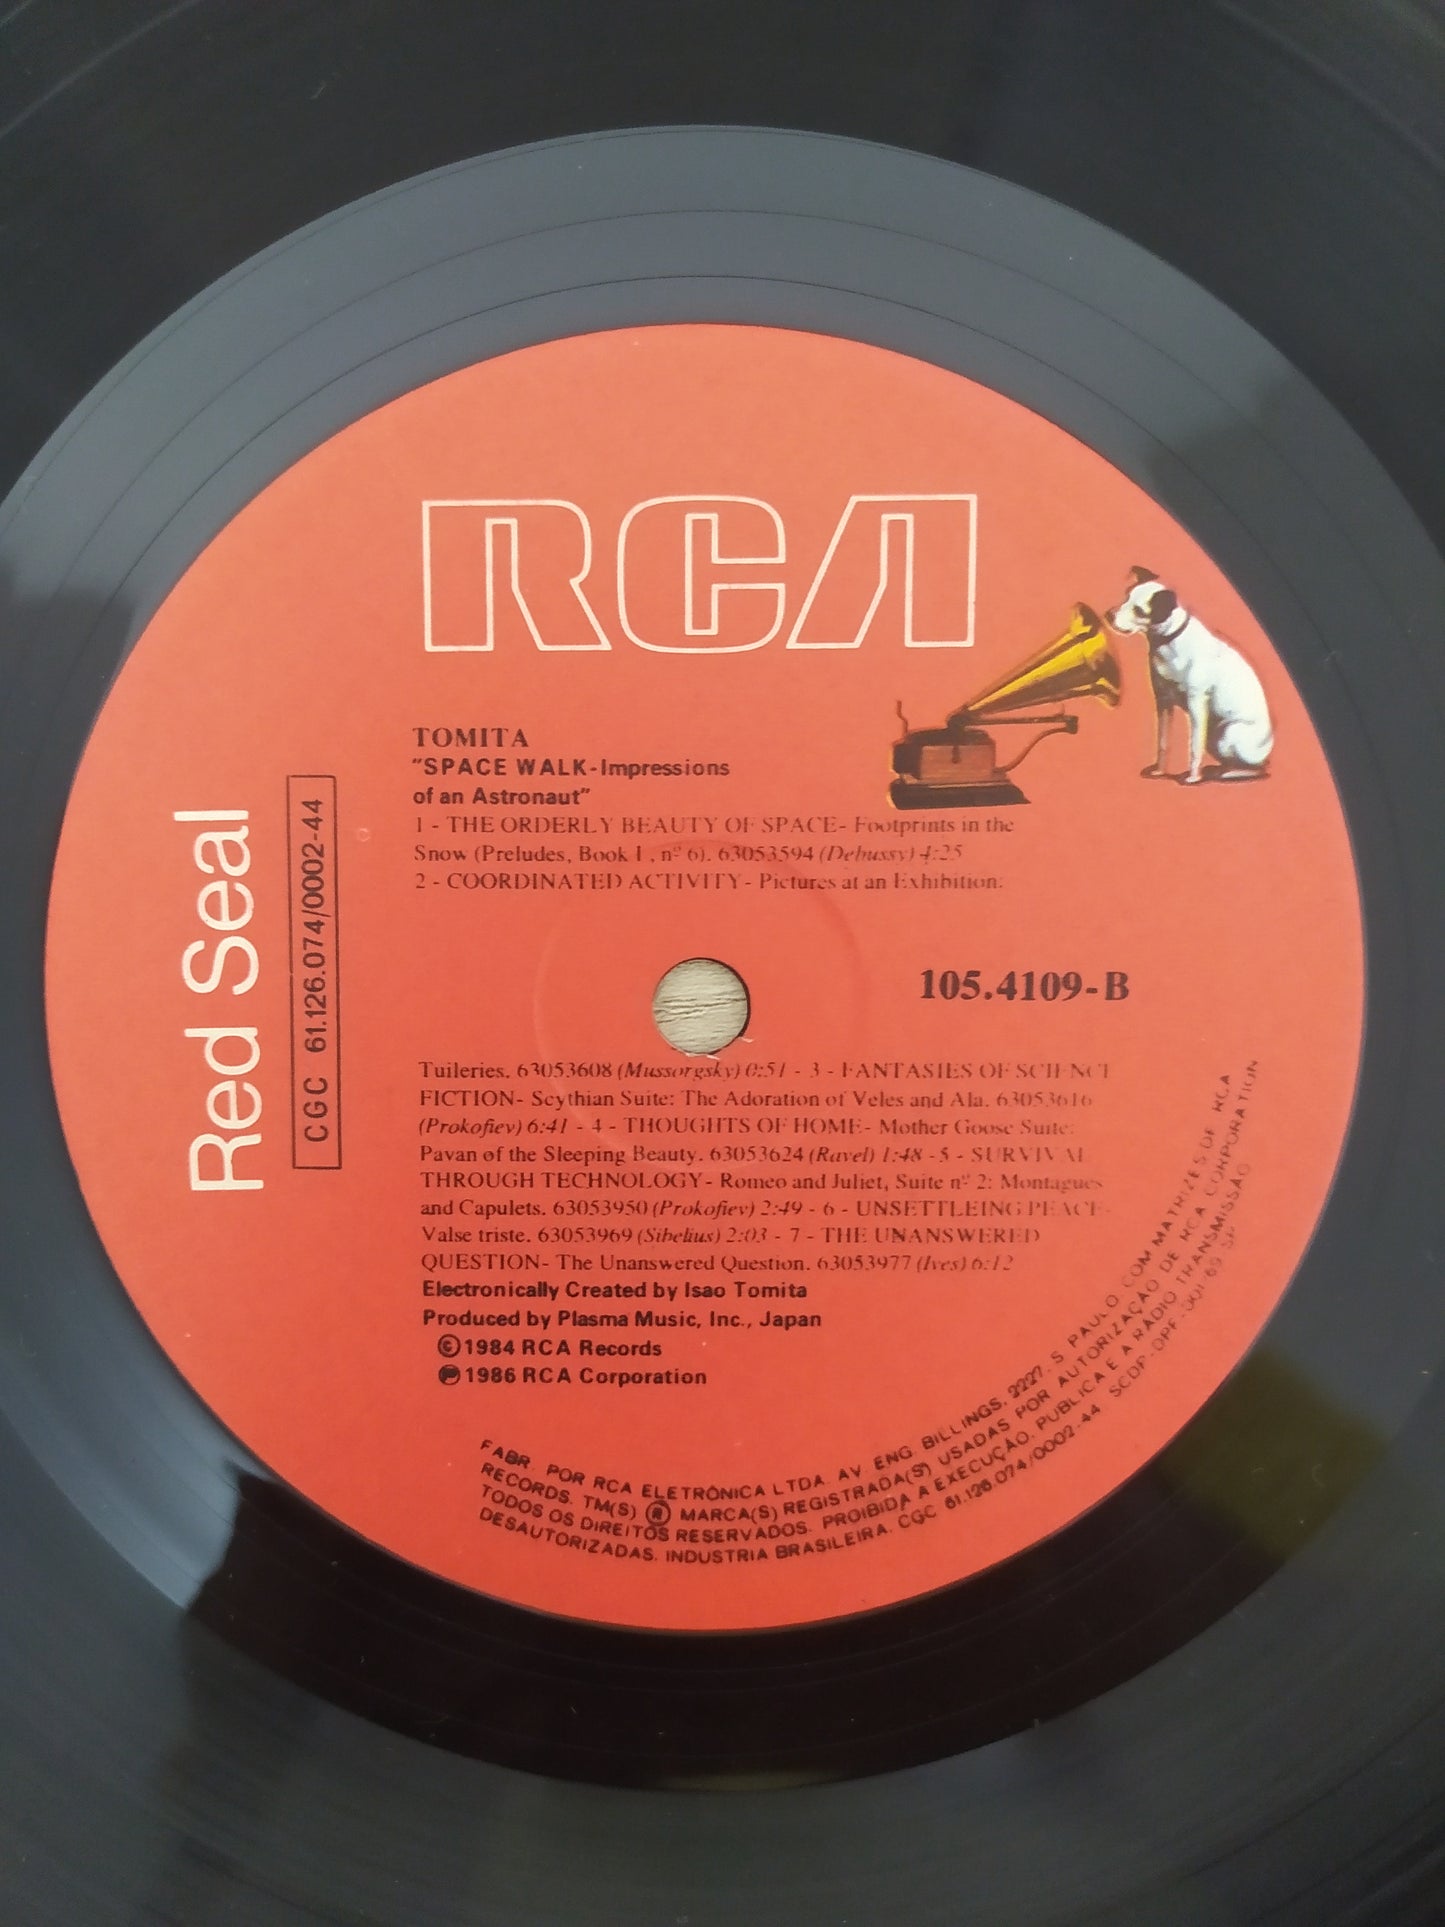 RCA
TOMITA
"SPACE WALK-Impressions
of an Astronaut"
1 - THE ORDERLY BEAUTY OF SPACE- Footprints in the
Snow (Preludes, Book I , nº 6). 63053594 (Debussy) 4:25
2 - COORDINATED ACTIVITY- Pictures at an Exhibition:
105.4109-B
Tuileries. 63053608 (Mussorgsky) 0:51 - 3 - FANTASIES OF SCIENCE
FICTION- Scythian Suite: The Adoration of Veles and Ala. 63053616
(Prokofiev) 6:41 - 4 - THOUGHTS OF HOME- Mother Goose Suite:
Pavan of the Sleeping Beauty. 63053624 (Ravel) 1:48 - 5 - SURVIVAL
THROUGH TECHNOLOGY- Romeo and Juliet, Suite nº 2: Montagues
and Capulets. 63053950 (Prokofiev) 2:49 - 6 - UNSETTLEING PEACE-
Valse triste. 63053969 (Sibelius) 2:03 - 7 - THE UNANSWERED
QUESTION- The Unanswered Question. 63053977 (Ives) 6:12
Electronically Created by Isao Tomita
Produced by Plasma Music, Inc., Japan
©1984 RCA Records
℗1986 RCA Corporation
Red Seal
CGC 61.126.074/0002-44
FABR. POR RCA ELETRÔNICA LTDA. AV. ENG. BILLINGS, 2227. S. PAULO. COM MATRIZES DE RCA
RECORDS. TM(S) ® MARCA(S) REGISTRADA(S) USADAS POR AUTORIZAÇÃO DE RCA CORPORATION
TODOS OS DIREITOS RESERVADOS. PROIBIDA A EXECUÇÃO, PUBLICA E A RADIO TRANSMISSÃO
DESAUTORIZADAS. INDUSTRIA BRASILEIRA. CGC 61.126.074/0002-44 SCDP-DPF-001/69 SP